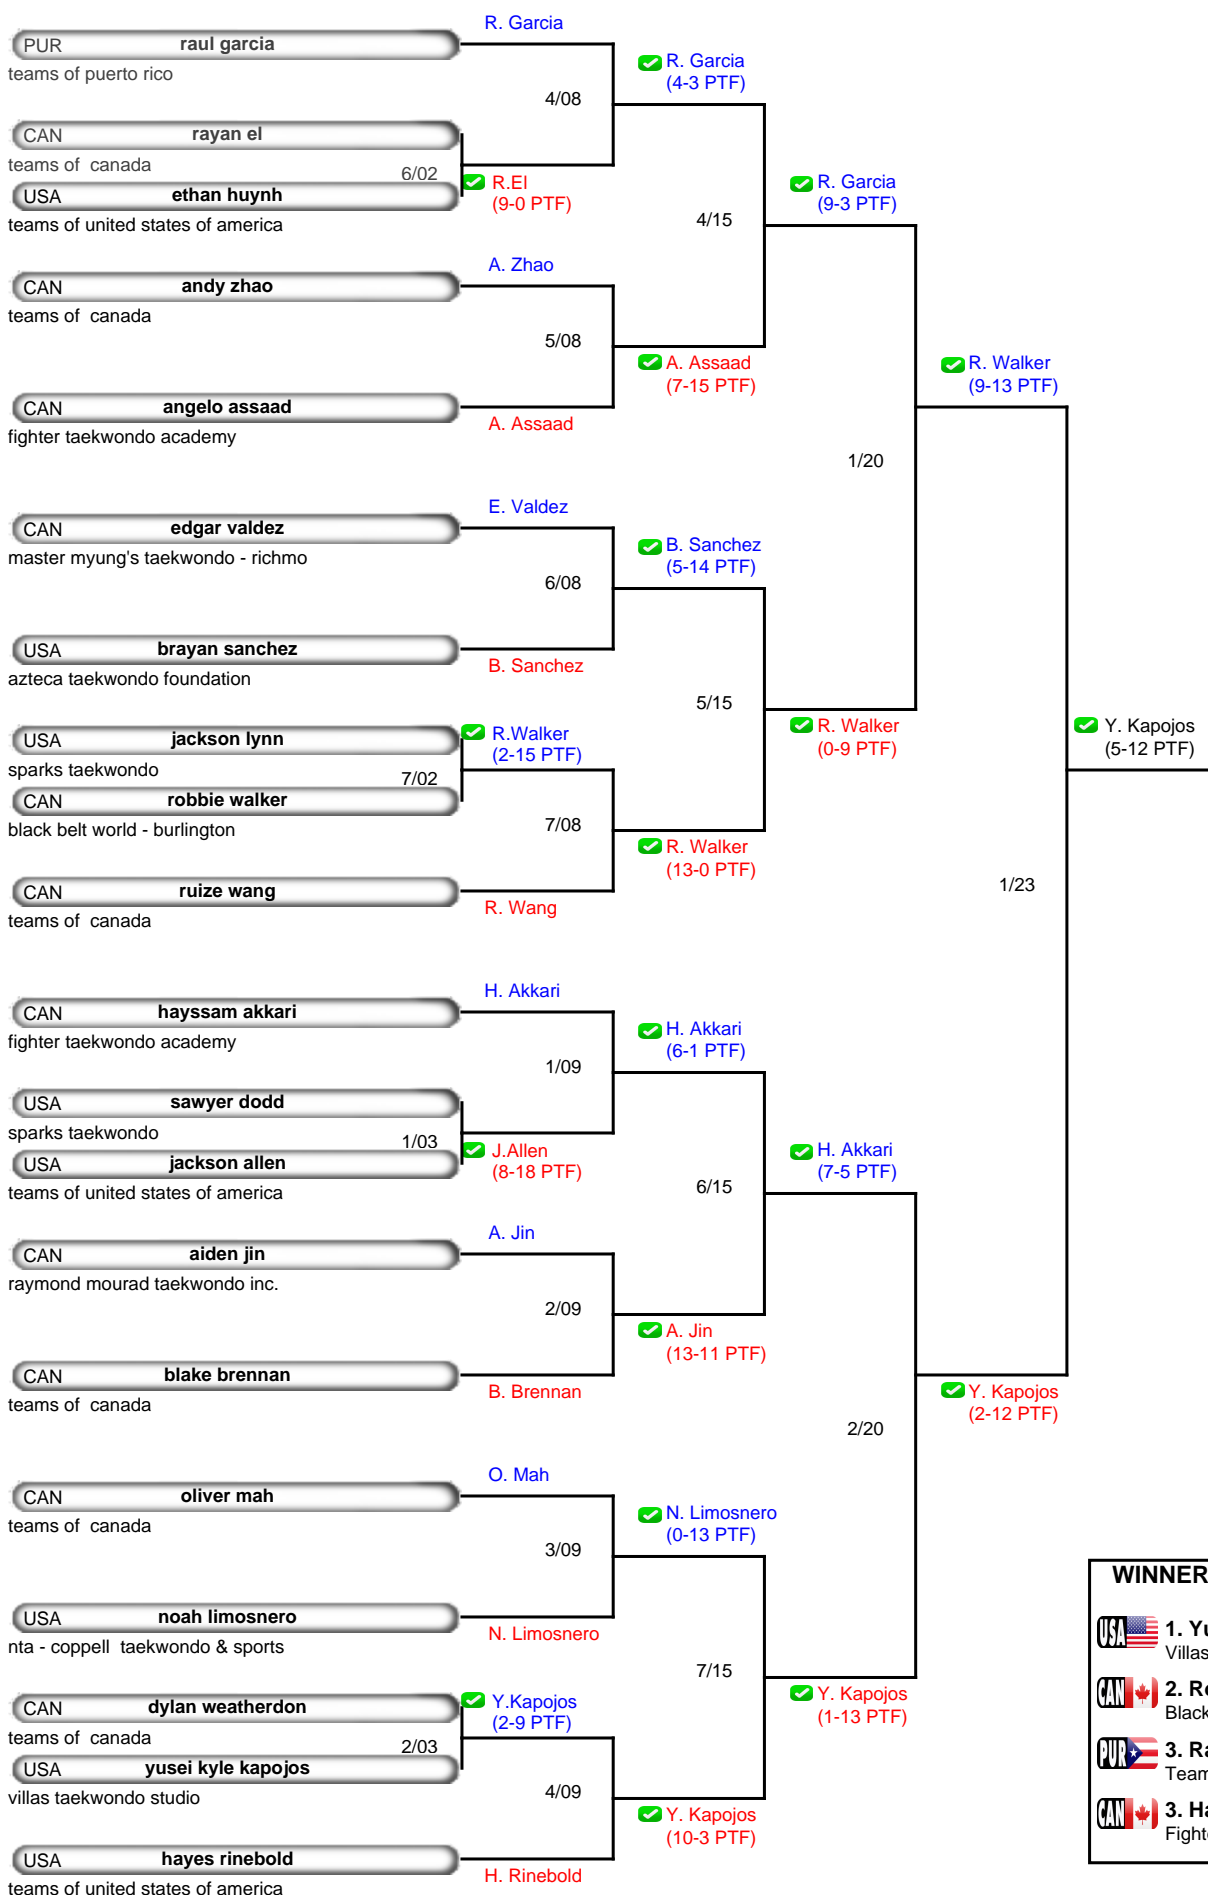 R. Garcia
PUR raul garcia
teams of puerto rico
R. Garcia
(4-3 PTF)
4/08
CAN rayan el
teams of  canada
6/02
R.El
(9-0 PTF)
USA ethan huynh
teams of united states of america
R. Garcia
(9-3 PTF)
4/15
A. Zhao
CAN andy zhao
teams of  canada
5/08
A. Assaad
(7-15 PTF)
R. Walker
(9-13 PTF)
CAN angelo assaad
A. Assaad
fighter taekwondo academy
1/20
E. Valdez
CAN edgar valdez
master myung's taekwondo - richmo
B. Sanchez
(5-14 PTF)
6/08
USA brayan sanchez
B. Sanchez
azteca taekwondo foundation
5/15
USA jackson lynn
R.Walker
(2-15 PTF)
sparks taekwondo
7/02
CAN robbie walker
black belt world - burlington
R. Walker
(0-9 PTF)
Y. Kapojos
(5-12 PTF)
7/08
R. Walker
(13-0 PTF)
CAN ruize wang
R. Wang
teams of  canada
1/23
H. Akkari
CAN hayssam akkari
fighter taekwondo academy
H. Akkari
(6-1 PTF)
1/09
USA sawyer dodd
sparks taekwondo
1/03
J.Allen
(8-18 PTF)
USA jackson allen
teams of united states of america
H. Akkari
(7-5 PTF)
6/15
A. Jin
CAN aiden jin
raymond mourad taekwondo inc.
2/09
A. Jin
(13-11 PTF)
CAN blake brennan
B. Brennan
teams of  canada
Y. Kapojos
(2-12 PTF)
2/20
O. Mah
CAN oliver mah
teams of  canada
N. Limosnero
(0-13 PTF)
3/09
USA noah limosnero
N. Limosnero
nta - coppell  taekwondo & sports
7/15
CAN dylan weatherdon
Y.Kapojos
(2-9 PTF)
teams of canada
2/03
USA yusei kyle kapojos
villas taekwondo studio
Y. Kapojos
(1-13 PTF)
4/09
Y. Kapojos
(10-3 PTF)
USA hayes rinebold
H. Rinebold
teams of united states of america
WINNER
USA 1. Yu
Villas
CAN 2. Ro
Black
PUR 3. Ra
Team
CAN 3. Ha
Fight